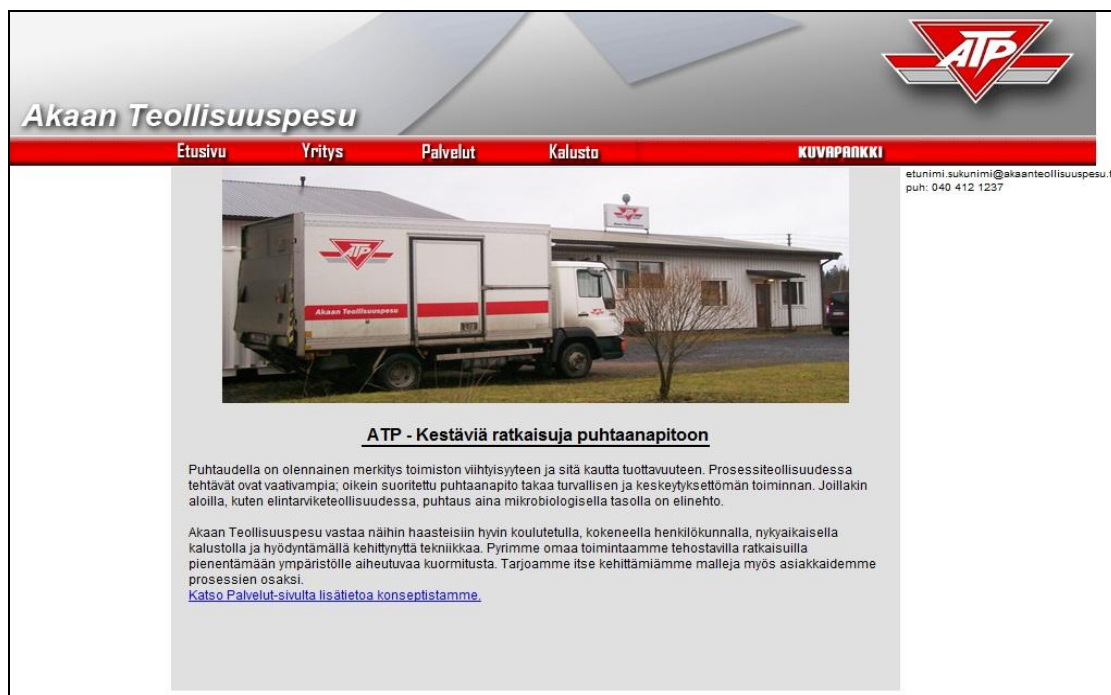 ATP
Akaan Teollisuuspesu
Etusivu Yritys Palvelut Kalusto KUVAPANKKI
etunimi.sukunimi@akaanteollisuuspesu.f
puh: 040 412 1237
ATP
Akaan Teollisuuspesu
ATP - Kestäviä ratkaisuja puhtaanapitoon
Puhtaudella on olennainen merkitys toimiston viihtyisyyteen ja sitä kautta tuottavuuteen. Prosessiteollisuudessa
tehtävät ovat vaativampia; oikein suoritettu puhtaanapito takaa turvallisen ja keskeytyksettömän toiminnan. Joillakin
aloilla, kuten elintarviketeollisuudessa, puhtaus aina mikrobiologisella tasolla on elinehto.
Akaan Teollisuuspesu vastaa näihin haasteisiin hyvin koulutetulla, kokeneella henkilökunnalla, nykyaikaisella
kalustolla ja hyödyntämällä kehittynyttä tekniikkaa. Pyrimme omaa toimintaamme tehostavilla ratkaisuilla
pienentämään ympäristölle aiheutuvaa kuormitusta. Tarjoamme itse kehittämiämme malleja myös asiakkaidemme
prosessien osaksi.
Katso Palvelut-sivulta lisätietoa konseptistamme.